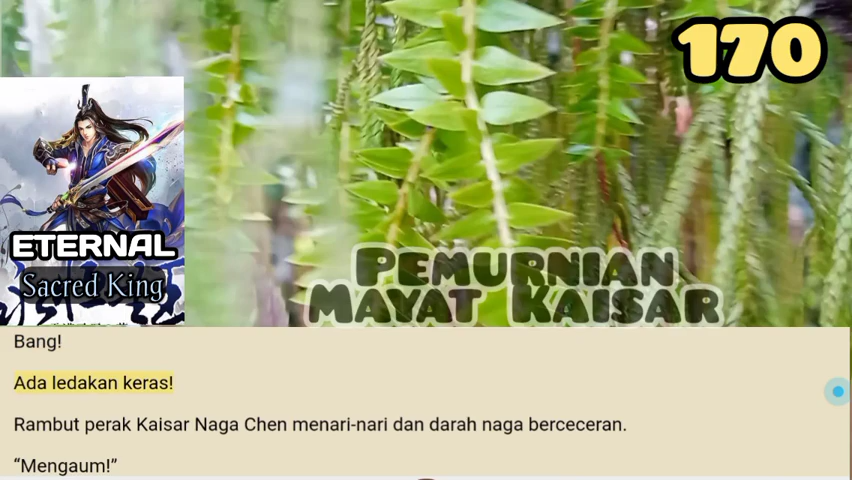 170
ETERNAL
Sacred King
PEMURNIAN
MAYAT KAISAR
Bang!
Ada ledakan keras!
Rambut perak Kaisar Naga Chen menari-nari dan darah naga berceceran.
“Mengaum!”